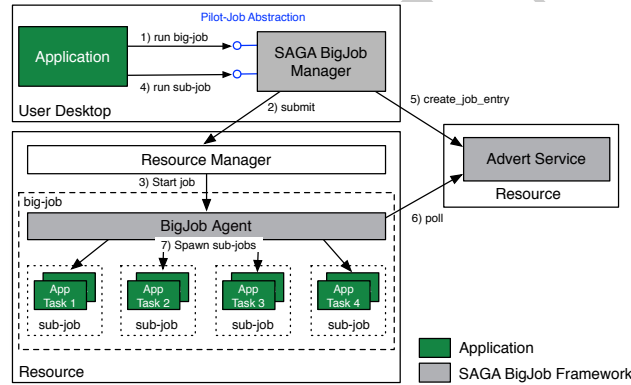 Pilot-Job Abstraction
Application
1) run big-job
4) run sub-job
SAGA BigJob
Manager
User Desktop
2) submit
5) create_job_entry
Resource Manager
Advert Service
Resource
3) Start job
big-job
BigJob Agent
6) poll
7) Spawn sub-jobs
App
Task 1
App
Task 2
App
Task 3
App
Task 4
sub-job
sub-job
sub-job
sub-job
Resource
Application
SAGA BigJob Framework